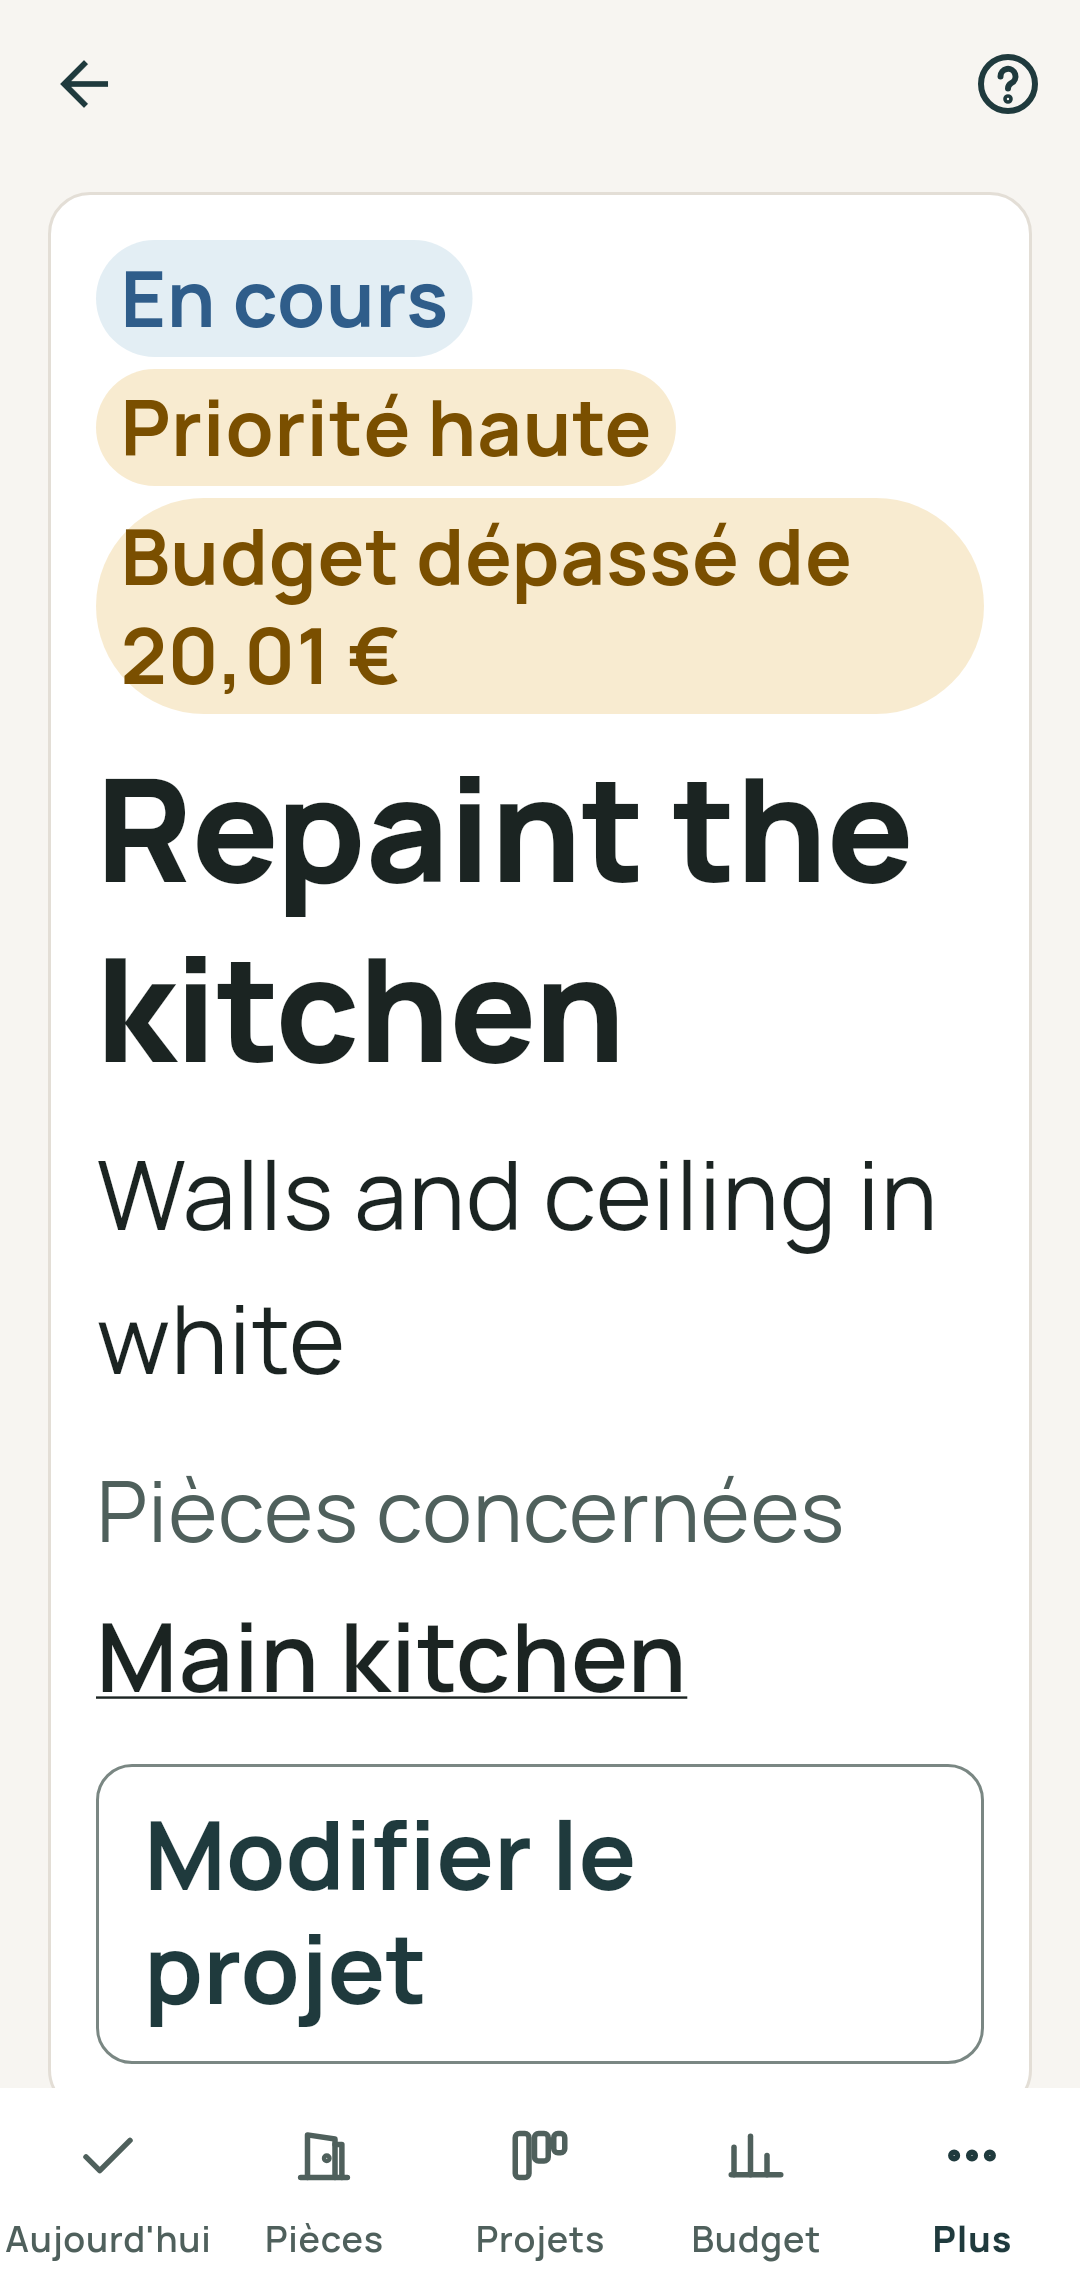 En cours
Priorité haute
Budget dépassé de
20,01 €
Repaint the
kitchen
Walls and ceiling in
white
Pièces concernées
Main kitchen
Modifier le
projet
Aujourd'hui
Pièces
Projets
Budget
Plus